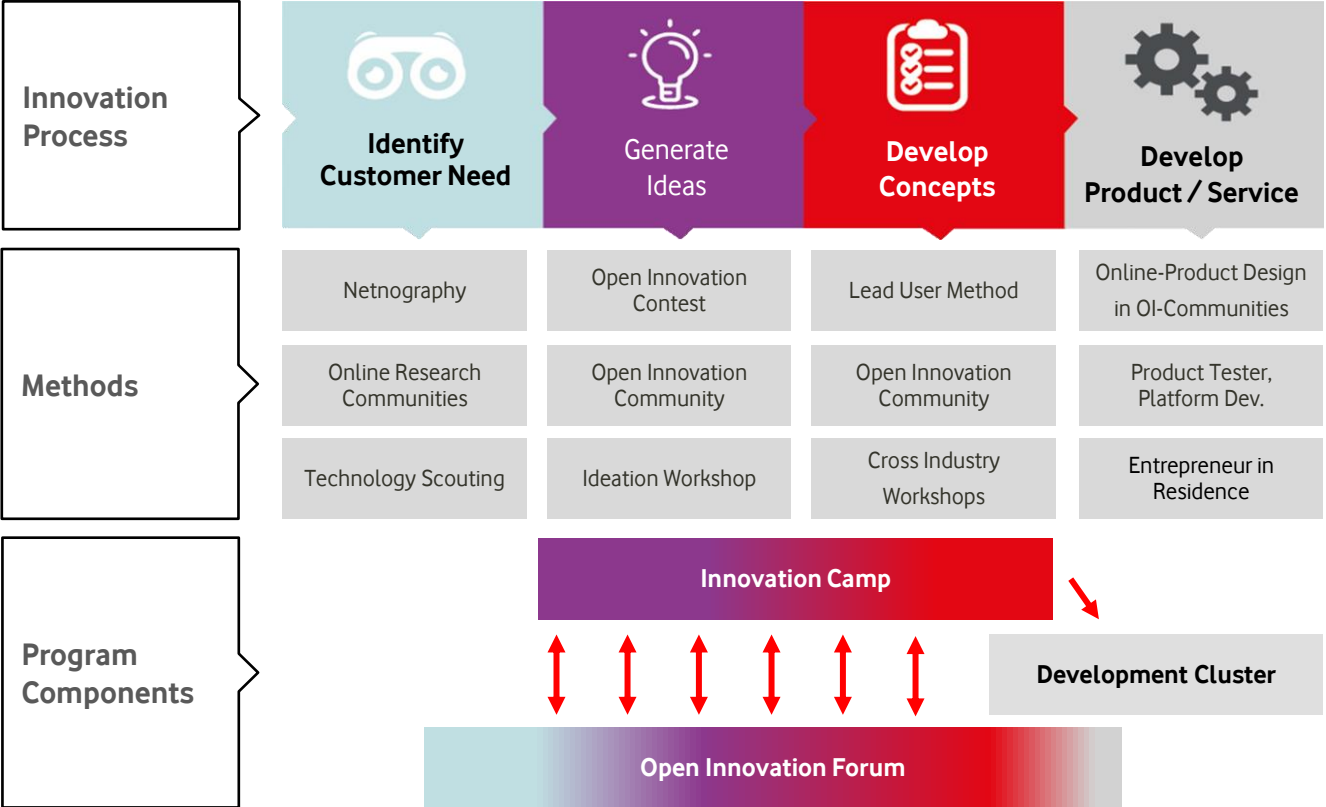 Innovation
Process
Identify
Customer Need
Generate
Ideas
Develop
Concepts
Develop
Product / Service
Methods
Netnography
Open Innovation
Contest
Lead User Method
Online-Product Design
in OI-Communities
Online Research
Communities
Open Innovation
Community
Open Innovation
Community
Product Tester,
Platform Dev.
Technology Scouting
Ideation Workshop
Cross Industry
Workshops
Entrepreneur in
Residence
Program
Components
Innovation Camp
Development Cluster
Open Innovation Forum